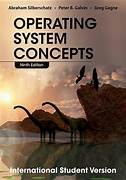 Abraham Silberschatz • Peter B. Galvin • Greg Gagne
OPERATING
SYSTEM
CONCEPTS
Ninth Edition
International Student Version